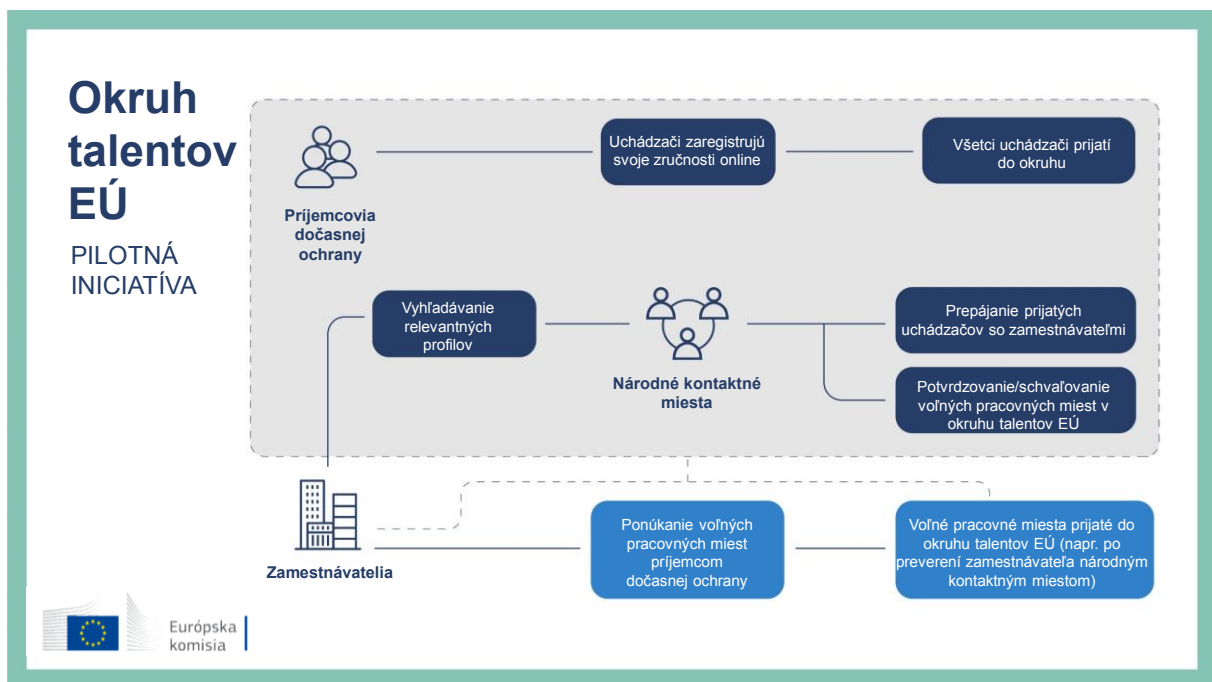 Okruh
talentov
EÚ
PILOTNÁ
INICIATÍVA
Príjemcovia
dočasnej
ochrany
Uchádzači zaregistrujú
svoje zručnosti online
Všetci uchádzači prijatí
do okruhu
Vyhľadávanie
relevantných
profilov
Národné kontaktné
miesta
Prepájanie prijatých
uchádzačov so zamestnávateľmi
Potvrdzovanie/schvaľovanie
voľných pracovných miest v
okruhu talentov EÚ
Zamestnávatelia
Ponúkanie voľných
pracovných miest
príjemcom
dočasnej ochrany
Voľné pracovné miesta prijaté do
okruhu talentov EÚ (napr. po
preverení zamestnávateľa národným
kontaktným miestom)
Európska
komisia